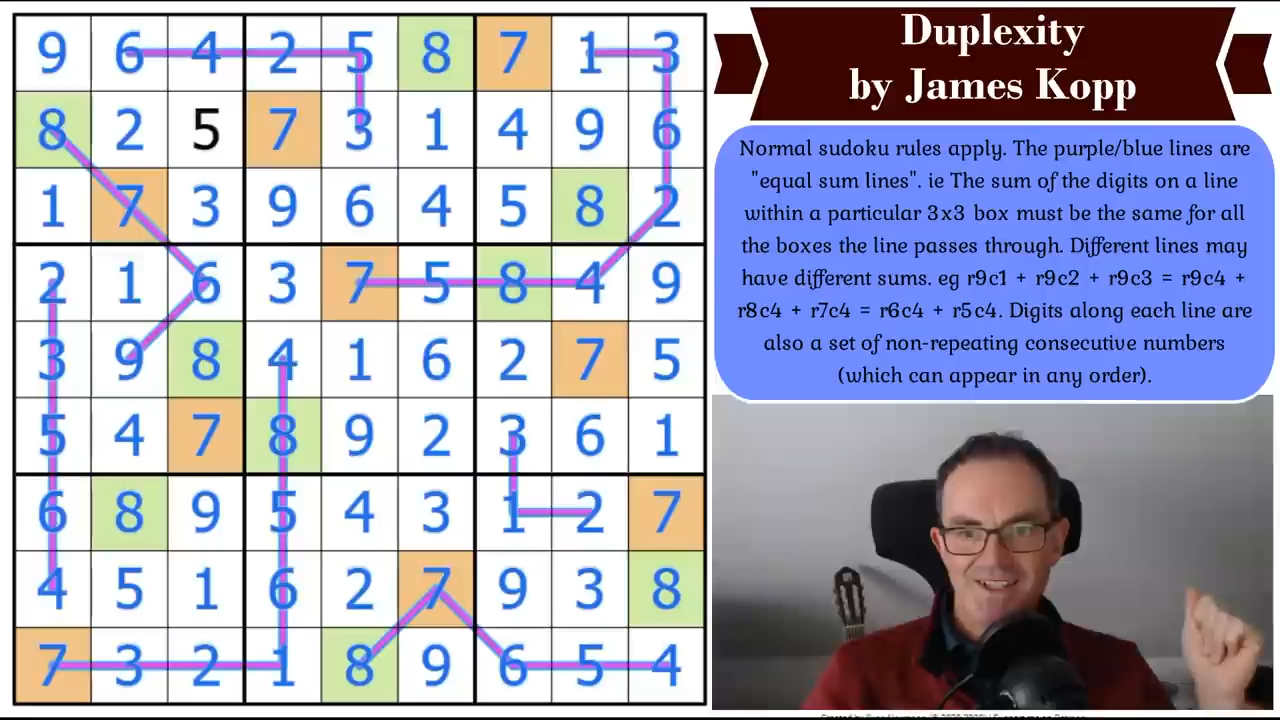 9 6 4 2 5 8 7 1 3
8 2 5 7 3 1 4 9 6
1 7 3 9 6 4 5 8 2
2 1 6 3 7 5 8 4 9
3 9 8 4 1 6 2 7 5
5 4 7 8 9 2 3 6 1
6 8 9 5 4 3 1 2 7
4 5 1 6 2 7 9 3 8
7 3 2 1 8 9 6 5 4
Duplexity
by James Kopp
Normal sudoku rules apply. The purple/blue lines are
"equal sum lines". ie The sum of the digits on a line
within a particular 3x3 box must be the same for all
the boxes the line passes through. Different lines may
have different sums. eg r9c1 + r9c2 + r9c3 = r9c4 +
r8c4 + r7c4 = r6c4 + r5c4. Digits along each line are
also a set of non-repeating consecutive numbers
(which can appear in any order).